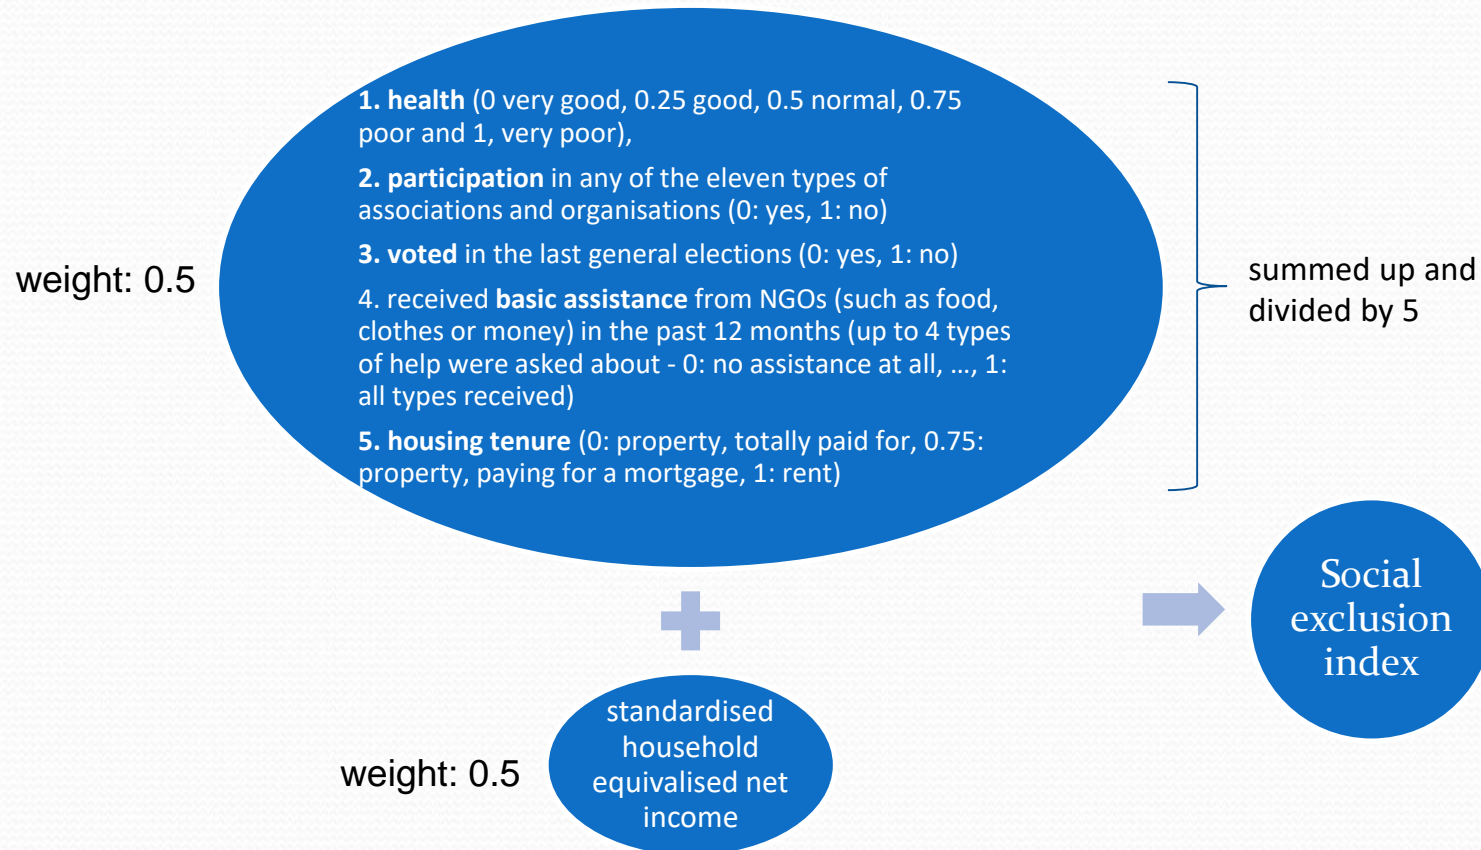 1. health (0 very good, 0.25 good, 0.5 normal, 0.75
poor and 1, very poor),
2. participation in any of the eleven types of
associations and organisations (0: yes, 1: no)
3. voted in the last general elections (0: yes, 1: no)
4. received basic assistance from NGOs (such as food,
clothes or money) in the past 12 months (up to 4 types
of help were asked about - 0: no assistance at all, …, 1:
all types received)
5. housing tenure (0: property, totally paid for, 0.75:
property, paying for a mortgage, 1: rent)
weight: 0.5
summed up and
divided by 5
Social
exclusion
index
standardised
household
equivalised net
income
weight: 0.5